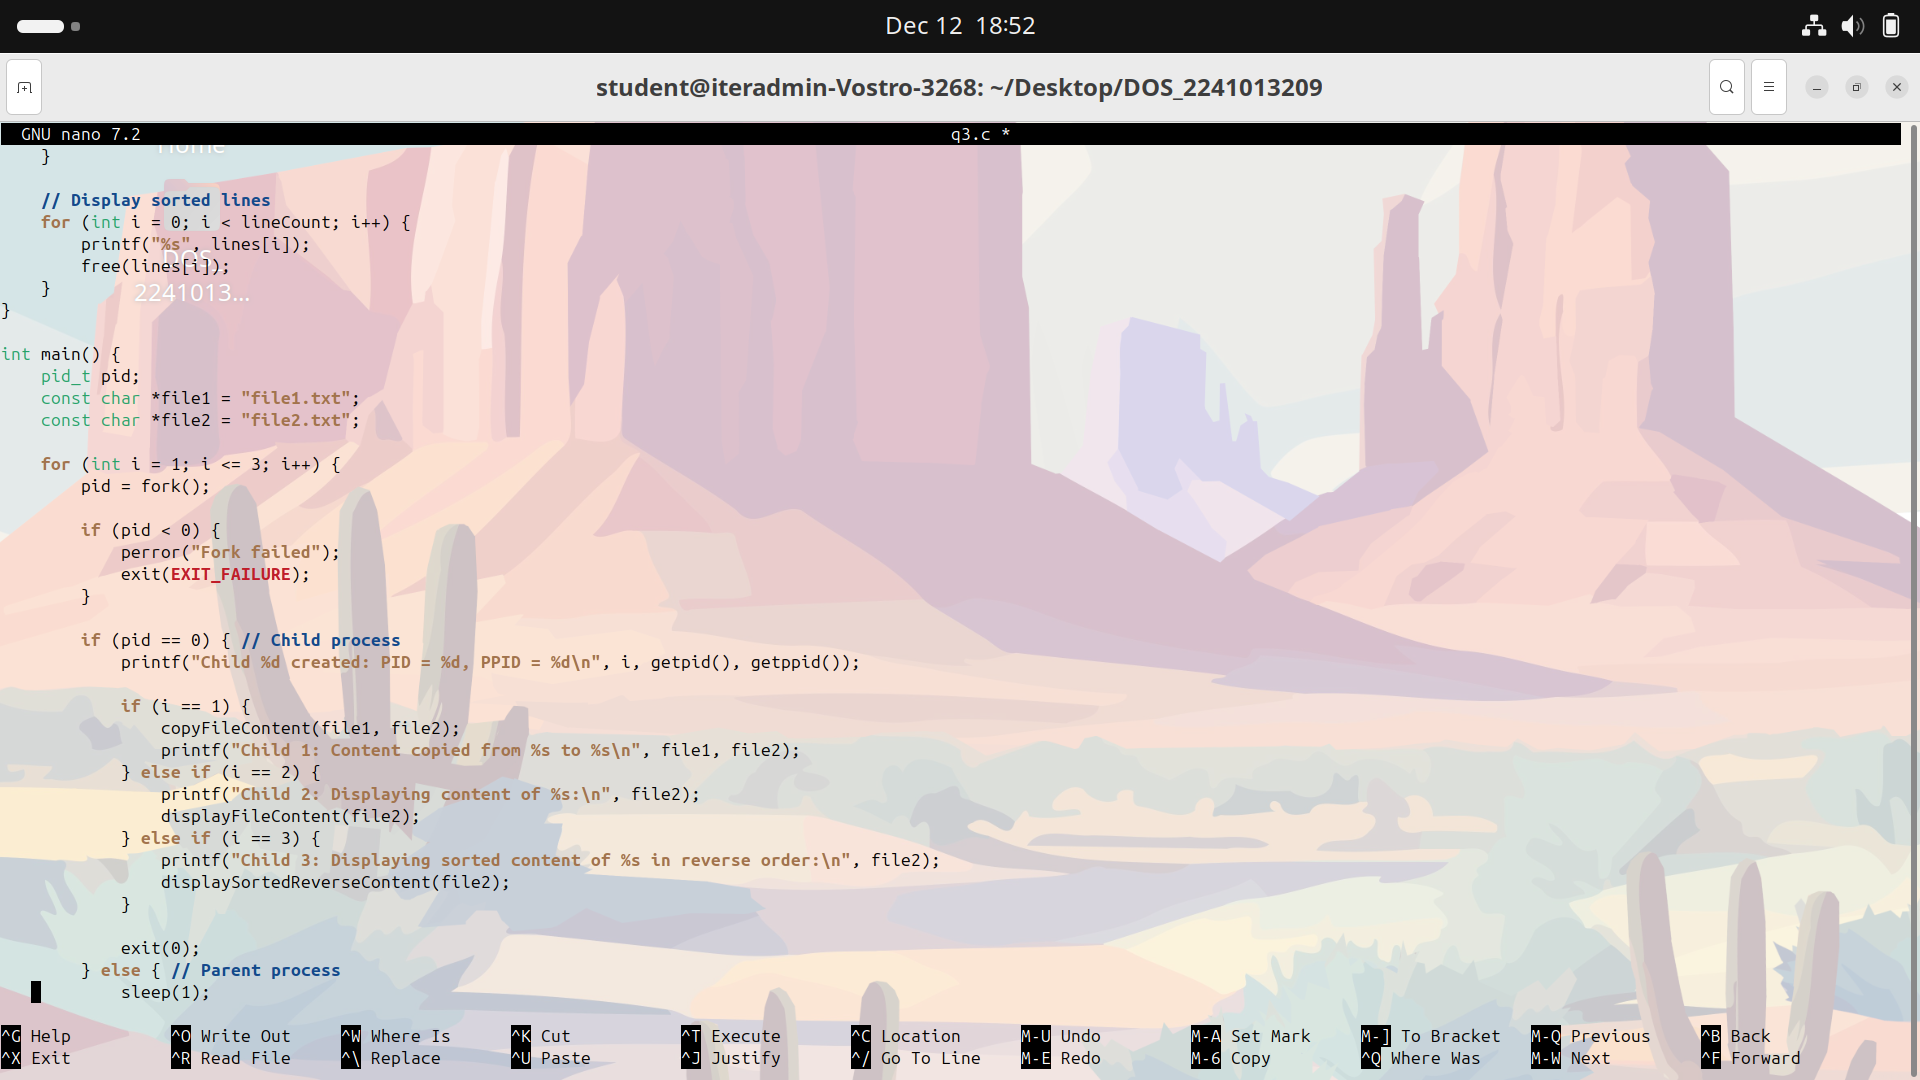 Dec 12 18:52
student@iteradmin-Vostro-3268: ~/Desktop/DOS_2241013209
GNU nano 7.2 q3.c *
Home
    }
    // Display sorted lines
    for (int i = 0; i < lineCount; i++) {
        printf("%s", lines[i]);
        free(lines[i]);
DOS_
    }
2241013...
}
int main() {
    pid_t pid;
    const char *file1 = "file1.txt";
    const char *file2 = "file2.txt";
    for (int i = 1; i <= 3; i++) {
        pid = fork();
        if (pid < 0) {
            perror("Fork failed");
            exit(EXIT_FAILURE);
        }
        if (pid == 0) { // Child process
            printf("Child %d created: PID = %d, PPID = %d\n", i, getpid(), getppid());
            if (i == 1) {
                copyFileContent(file1, file2);
                printf("Child 1: Content copied from %s to %s\n", file1, file2);
            } else if (i == 2) {
                printf("Child 2: Displaying content of %s:\n", file2);
                displayFileContent(file2);
            } else if (i == 3) {
                printf("Child 3: Displaying sorted content of %s in reverse order:\n", file2);
                displaySortedReverseContent(file2);
            }
            exit(0);
        } else { // Parent process
            sleep(1);
^G Help ^O Write Out ^W Where Is ^K Cut ^T Execute ^C Location M-U Undo M-A Set Mark M-] To Bracket M-Q Previous ^B Back
^X Exit ^R Read File ^\ Replace ^U Paste ^J Justify ^/ Go To Line M-E Redo M-6 Copy ^Q Where Was M-W Next ^F Forward